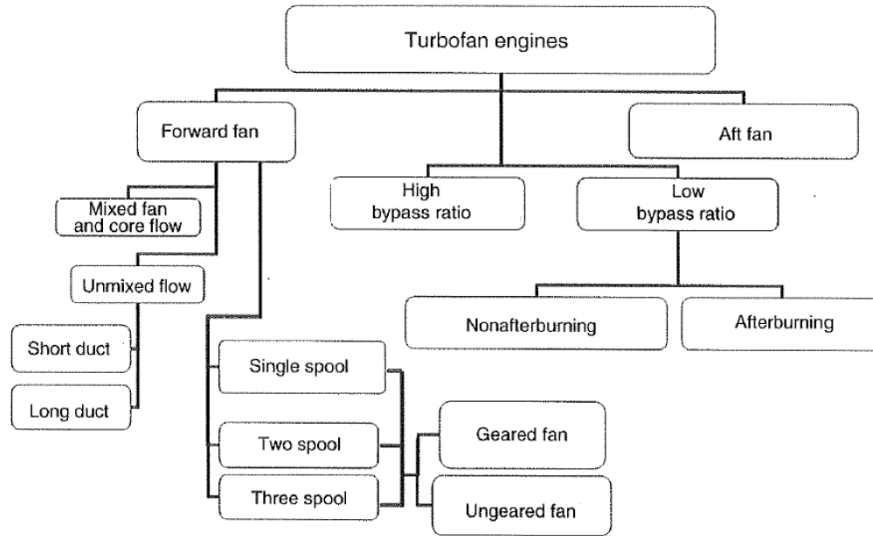 Turbofan engines
Forward fan
Aft fan
High
bypass ratio
Low
bypass ratio
Mixed fan
and core flow
Unmixed flow
Nonafterburning
Afterburning
Short duct
Long duct
Single spool
Two spool
Three spool
Geared fan
Ungeared fan